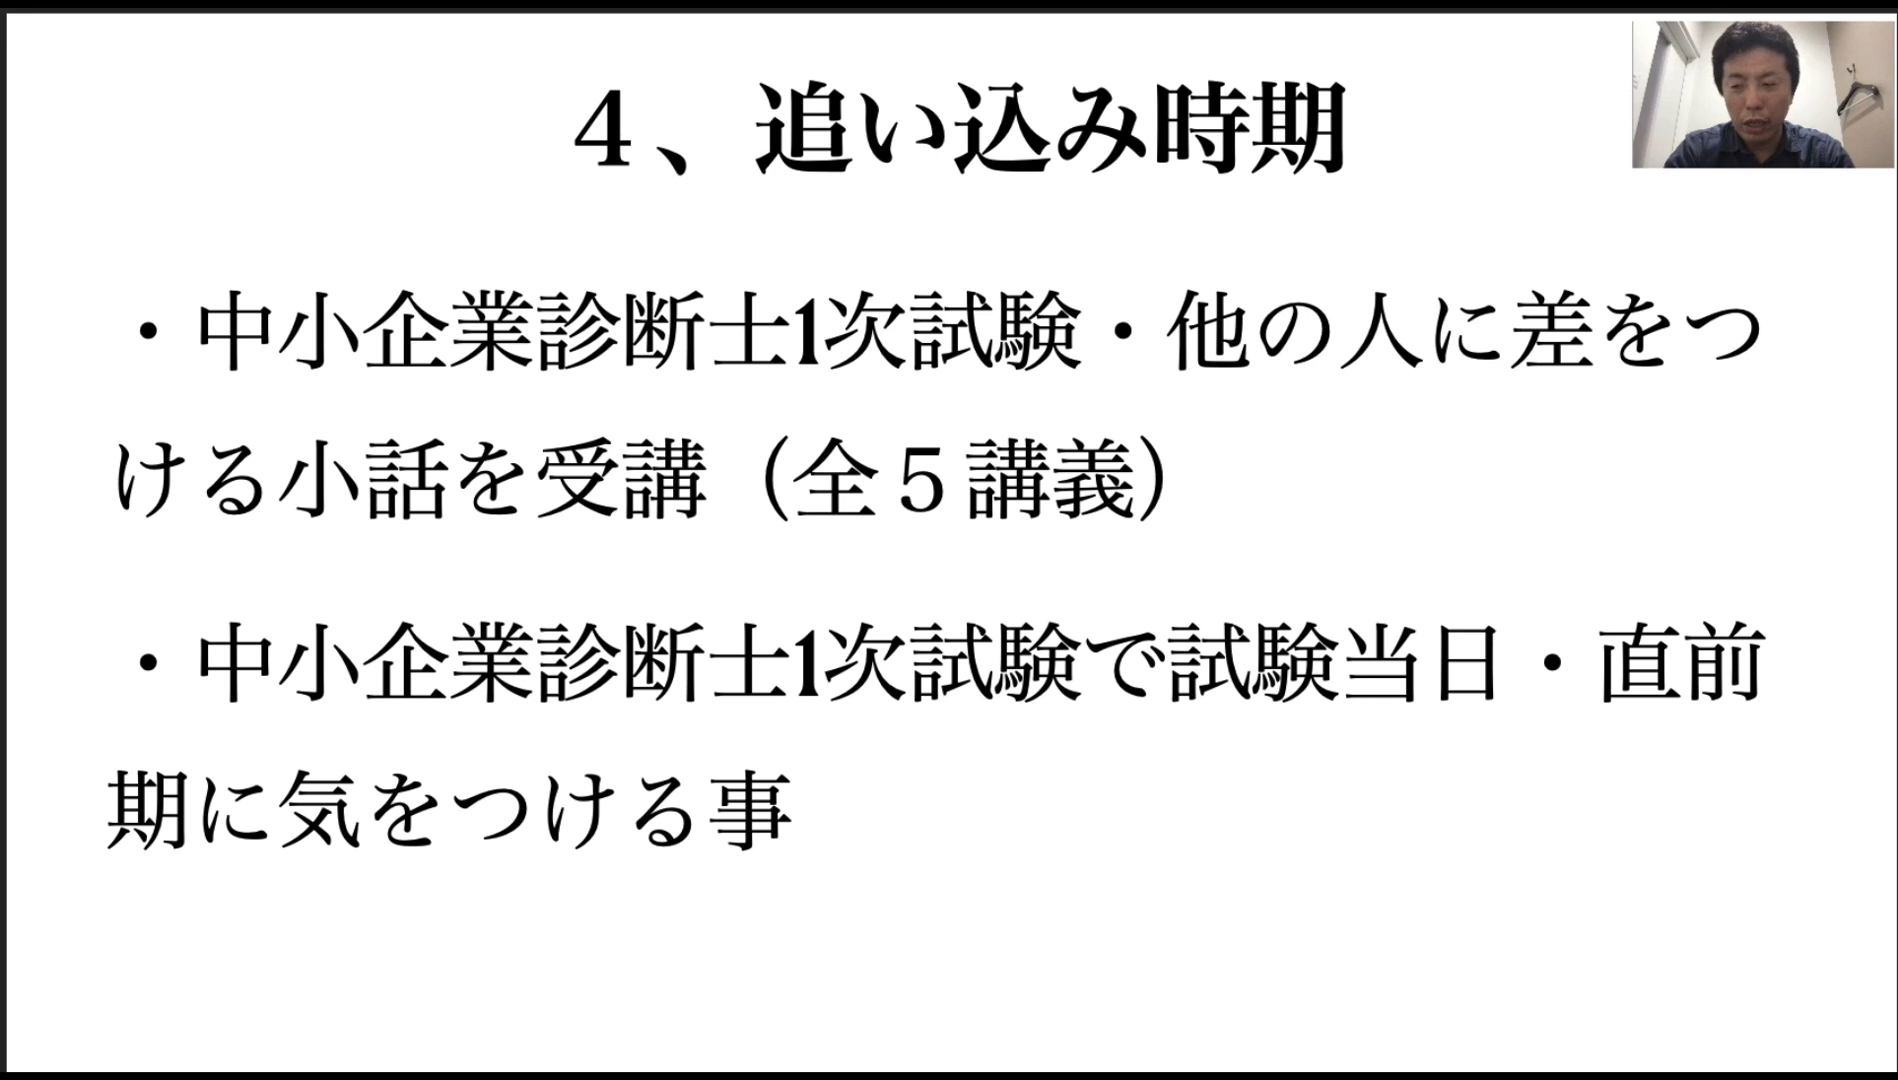 ４、追い込み時期
・中小企業診断士1次試験・他の人に差をつ
ける小話を受講（全５講義）
・中小企業診断士1次試験で試験当日・直前
期に気をつける事